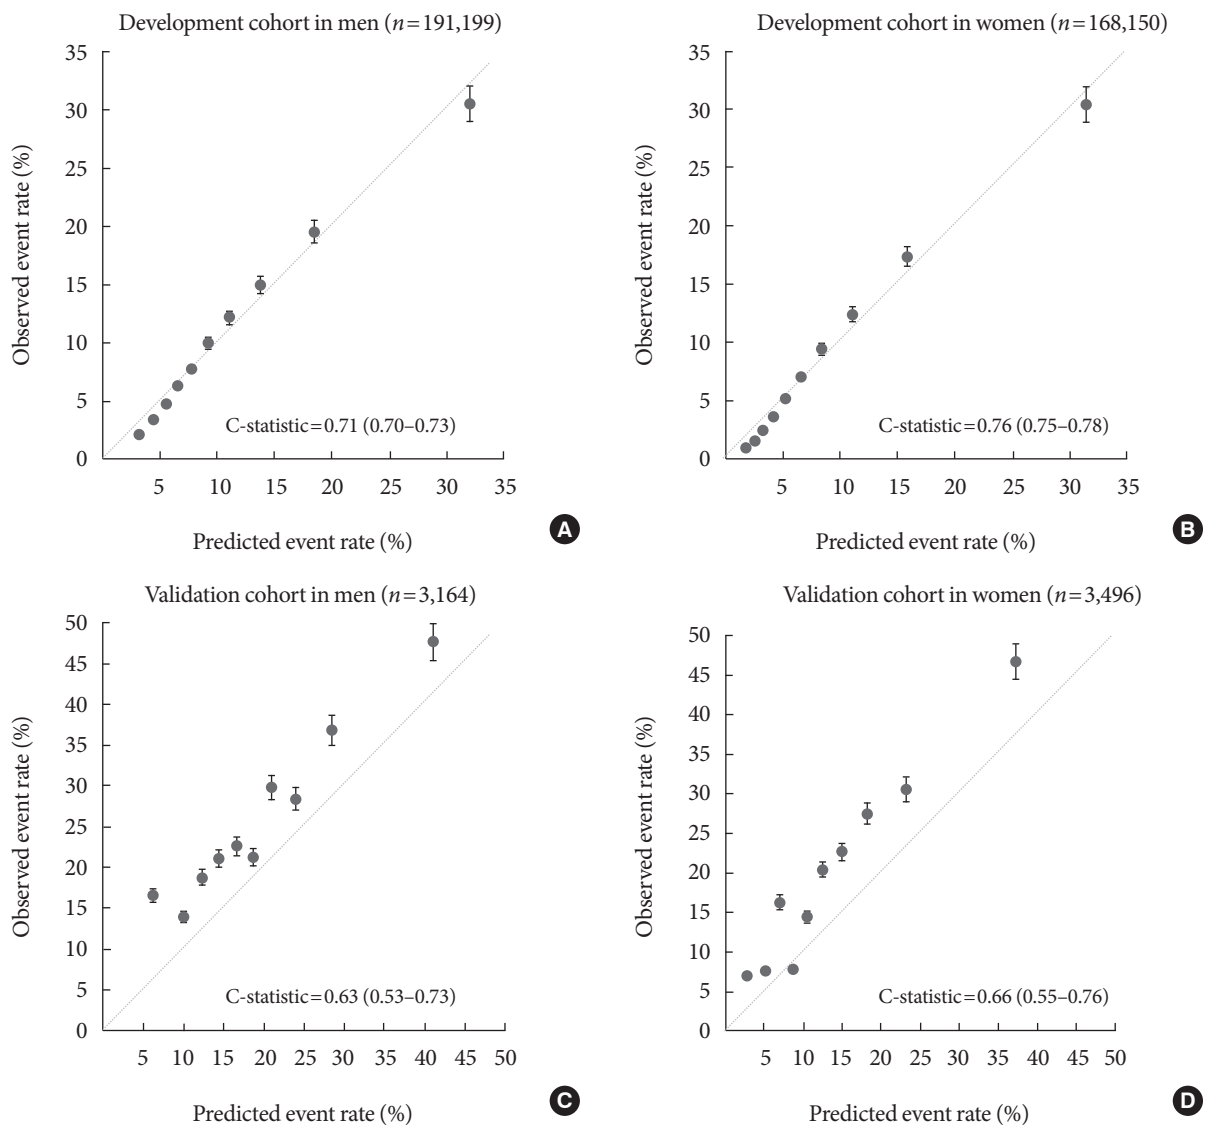 Development cohort in men (n=191,199)
35
30
25
20
15
10
5
0
Observed event rate (%)
C-statistic=0.71 (0.70–0.73)
5 10 15 20 25 30 35
Predicted event rate (%)
A
Development cohort in women (n=168,150)
35
30
25
20
15
10
5
0
Observed event rate (%)
C-statistic=0.76 (0.75–0.78)
5 10 15 20 25 30 35
Predicted event rate (%)
B
Validation cohort in men (n=3,164)
50
45
40
35
30
25
20
15
10
5
0
Observed event rate (%)
C-statistic=0.63 (0.53–0.73)
5 10 15 20 25 30 35 40 45 50
Predicted event rate (%)
C
Validation cohort in women (n=3,496)
50
45
40
35
30
25
20
15
10
5
0
Observed event rate (%)
C-statistic=0.66 (0.55–0.76)
5 10 15 20 25 30 35 40 45 50
Predicted event rate (%)
D